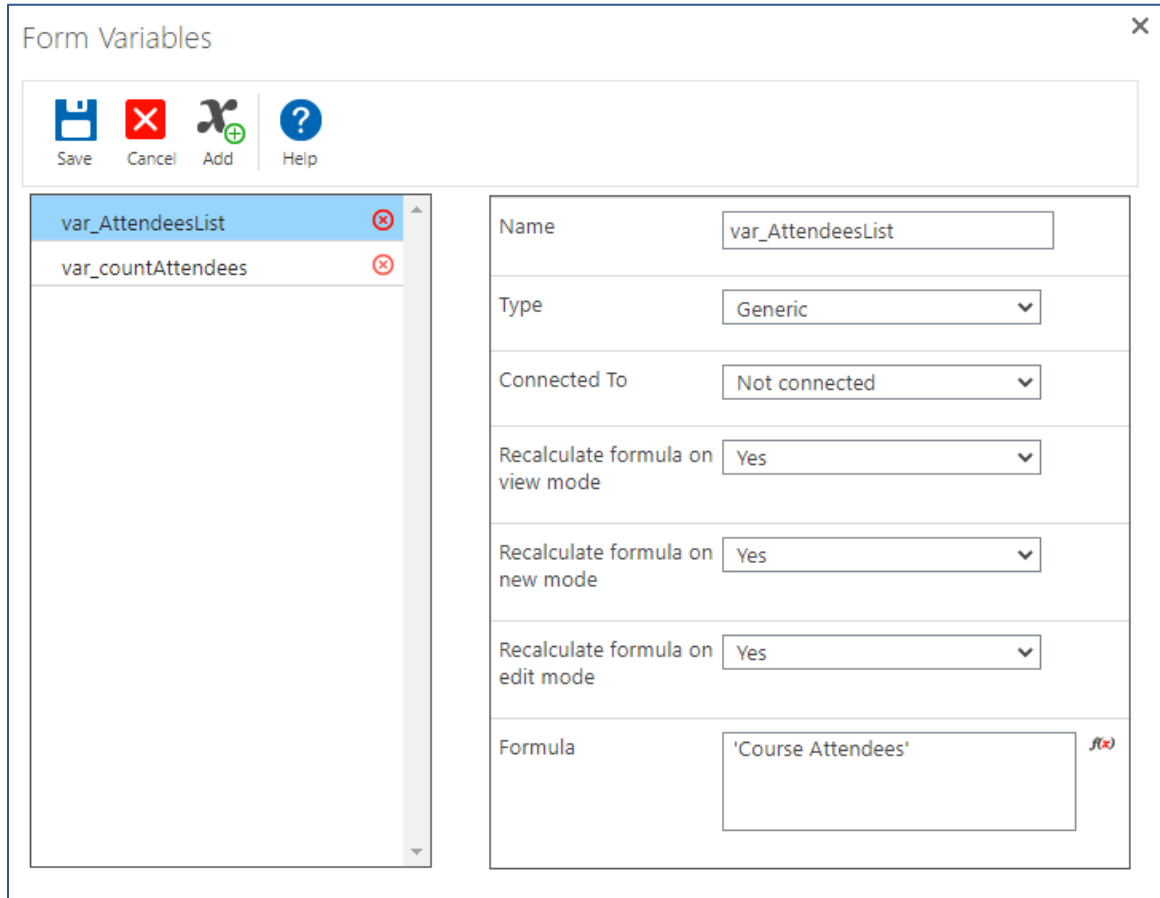 Form Variables
Save Cancel Add Help
var_AttendeesList
var_countAttendees
Name var_AttendeesList
Type Generic
Connected To Not connected
Recalculate formula on Yes
view mode
Recalculate formula on Yes
new mode
Recalculate formula on Yes
edit mode
Formula 'Course Attendees' f(x)